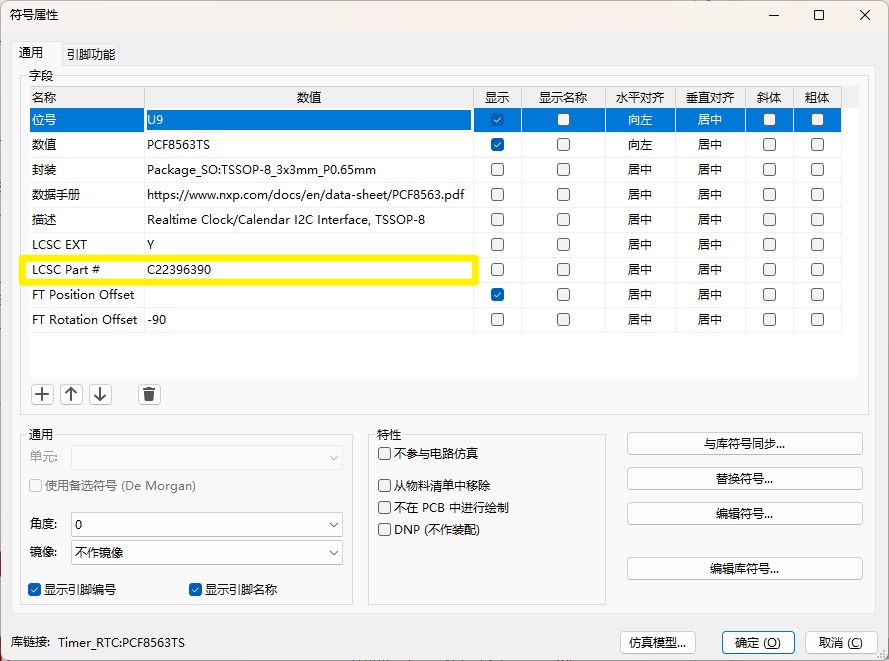 符号属性
通用 引脚功能
字段
名称 数值 显示 显示名称 水平对齐 垂直对齐 斜体 粗体
位号 U9 向左 居中
数值 PCF8563TS 向左 居中
封装 Package_SO:TSSOP-8_3x3mm_P0.65mm 居中 居中
数据手册 https://www.nxp.com/docs/en/data-sheet/PCF8563.pdf 居中 居中
描述 Realtime Clock/Calendar I2C Interface, TSSOP-8 居中 居中
LCSC EXT Y 居中 居中
LCSC Part # C22396390 居中 居中
FT Position Offset 居中 居中
FT Rotation Offset -90 居中 居中
通用
单元:
使用备选符号 (De Morgan)
角度: 0
镜像: 不作镜像
显示引脚编号 显示引脚名称
特性
不参与电路仿真
从物料清单中移除
不在 PCB 中进行绘制
DNP (不作装配)
与库符号同步...
替换符号...
编辑符号...
编辑库符号...
库链接: Timer_RTC:PCF8563TS
仿真模型... 确定 (O) 取消 (C)